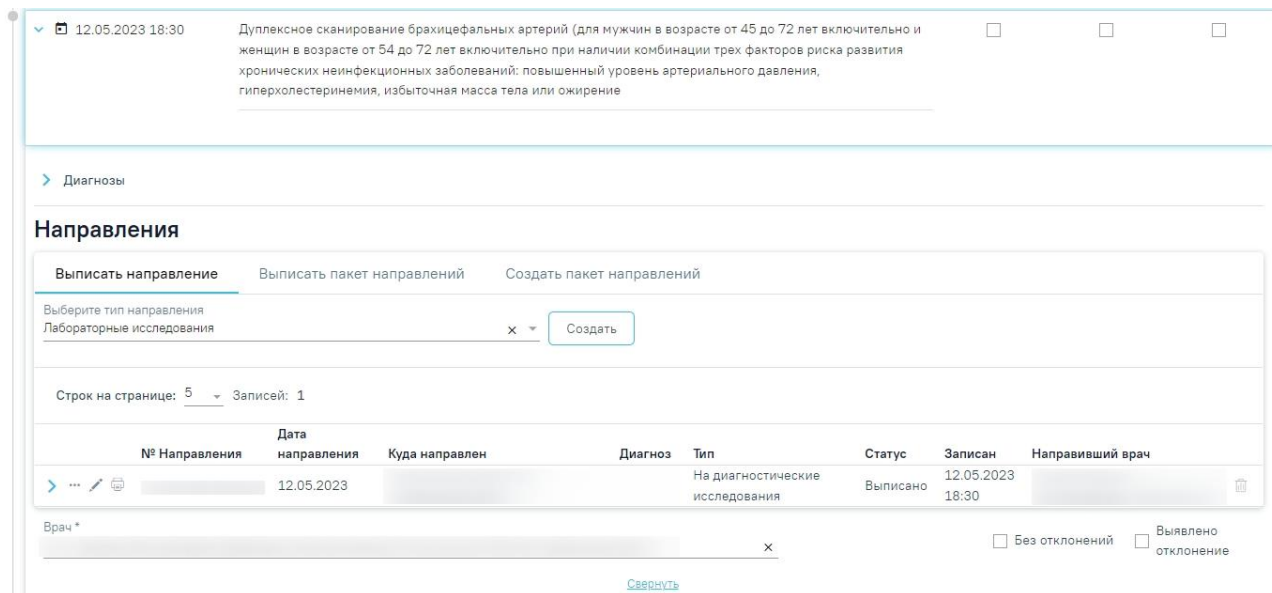 12.05.2023 18:30
Дуплексное сканирование брахицефальных артерий (для мужчин в возрасте от 45 до 72 лет включительно и
женщин в возрасте от 54 до 72 лет включительно при наличии комбинации трех факторов риска развития
хронических неинфекционных заболеваний: повышенный уровень артериального давления,
гиперхолестеринемия, избыточная масса тела или ожирение
Диагнозы
Направления
Выписать направление Выписать пакет направлений Создать пакет направлений
Выберите тип направления
Лабораторные исследования
Создать
Строк на странице: 5 Записей: 1
№ Направления Дата направления Куда направлен Диагноз Тип Статус Записан Направивший врач
12.05.2023 На диагностические исследования Выписано 12.05.2023 18:30
Врач *
Без отклонений Выявлено отклонение
Свернуть